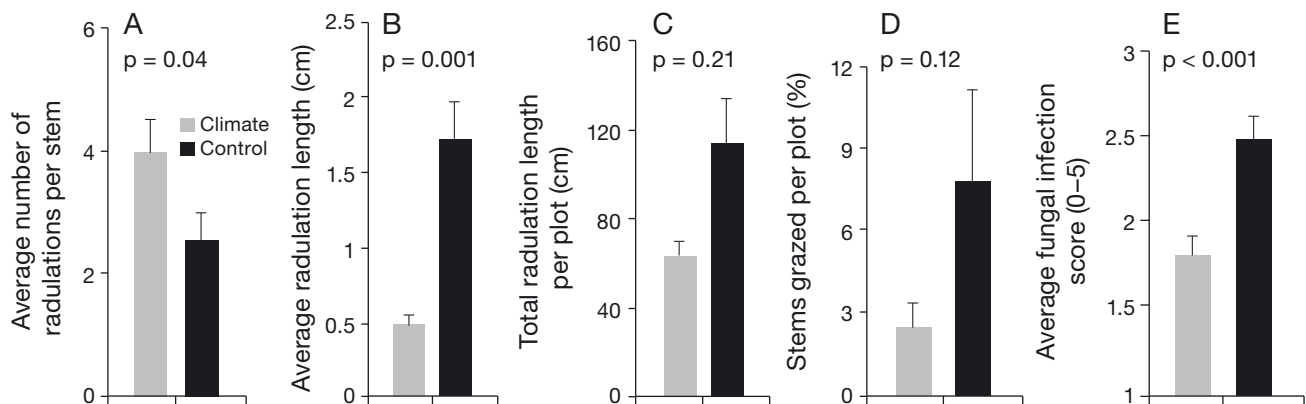 A
p = 0.04
Climate
Control
Average number of
radulations per stem
6
4
2
0
B
p = 0.001
Average radulation length (cm)
2.5
2
1.5
1
0.5
0
C
p = 0.21
Total radulation length
per plot (cm)
160
120
80
40
0
D
p = 0.12
Stems grazed per plot (%)
12
9
6
3
0
E
p < 0.001
Average fungal infection
score (0–5)
3
2.5
2
1.5
1